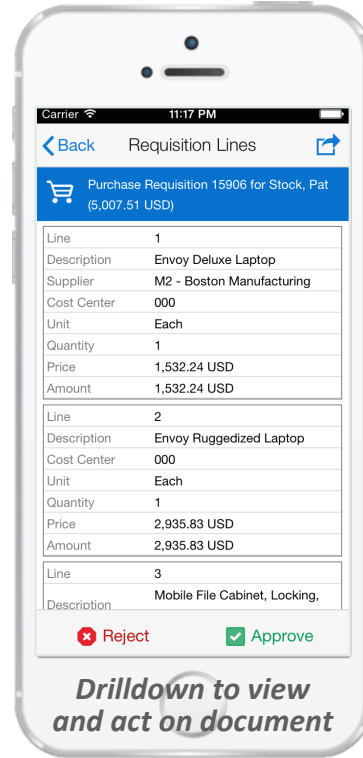 Carrier 11:17 PM
Back Requisition Lines
Purchase Requisition 15906 for Stock, Pat
(5,007.51 USD)
Line 1
Description Envoy Deluxe Laptop
Supplier M2 - Boston Manufacturing
Cost Center 000
Unit Each
Quantity 1
Price 1,532.24 USD
Amount 1,532.24 USD
Line 2
Description Envoy Ruggedized Laptop
Cost Center 000
Unit Each
Quantity 1
Price 2,935.83 USD
Amount 2,935.83 USD
Line 3
Mobile File Cabinet, Locking,
Description
Reject Approve
Drilldown to view
and act on document